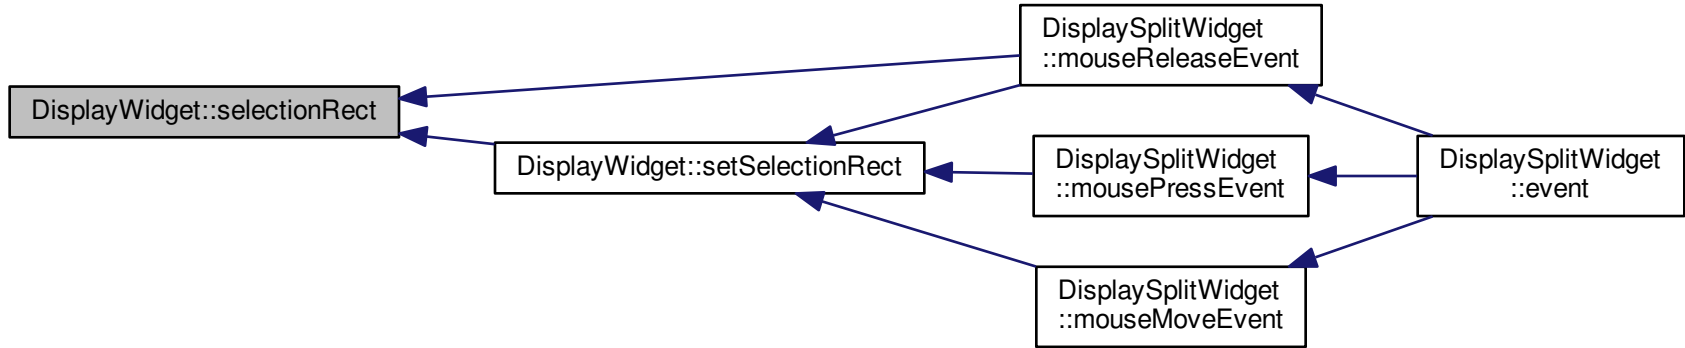 DisplayWidget::selectionRect
DisplayWidget::setSelectionRect
DisplaySplitWidget
::mouseReleaseEvent
DisplaySplitWidget
::mousePressEvent
DisplaySplitWidget
::mouseMoveEvent
DisplaySplitWidget
::event